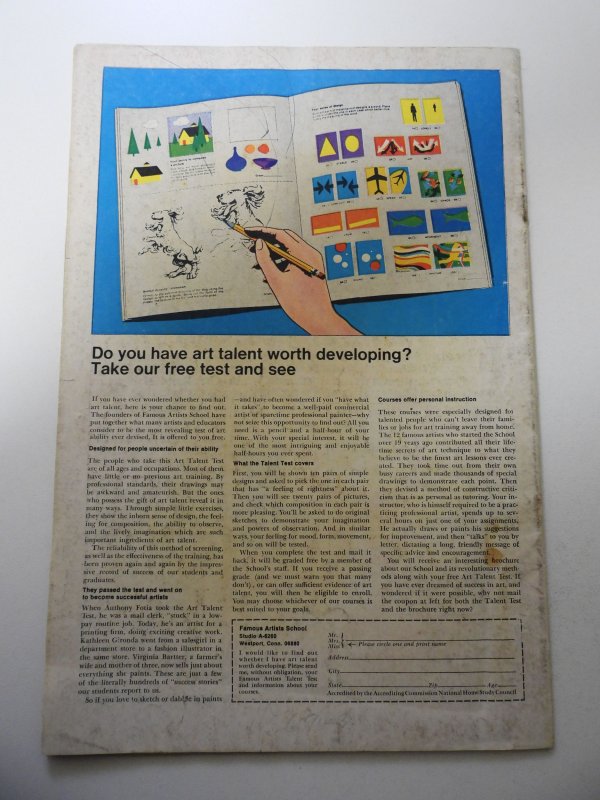 Do you have art talent worth developing?
Take our free test and see
If you have ever wondered whether you had
art talent, here is your chance to find out.
The founders of Famous Artists School have
put together what many artists and educators
consider to be the most revealing test of art
ability ever devised. It is offered to you free.
Designed for people uncertain of their ability
The people who take this Art Talent Test
are of all ages and occupations. Most of them
have little or no previous art training. By
professional standards, their drawings may
be awkward and amateurish. But the ones
who possess the gift of art talent reveal it in
many ways. Through simple little exercises,
they show the inborn sense of design, the feel-
ing for composition, the ability to observe,
and the lively imagination which are such
important ingredients of art talent.
The reliability of this method of screening,
as well as the effectiveness of the training, has
been proven again and again by the impres-
sive record of success of our students and
graduates.
They passed the test and went on
to become successful artists
When Anthony Fotia took the Art Talent
Test, he was a mail clerk, "stuck" in a low-
pay routine job. Today, he's an artist for a
printing firm, doing exciting creative work.
Kathleen Gironda went from a salesgirl in a
department store to a fashion illustrator in
the same store. Virginia Bartter, a farmer's
wife and mother of three, now sells just about
everything she paints. These are just a few
of the literally hundreds of "success stories"
our students report to us.
So if you love to sketch or dabble in paints
—and have often wondered if you "have what
it takes" to become a well-paid commercial
artist or sparetime professional painter—why
not seize this opportunity to find out? All you
need is a pencil and a half-hour of your
time. With your special interest, it will be
one of the most intriguing and enjoyable
half-hours you ever spent.
What the Talent Test covers
First, you will be shown ten pairs of simple
designs and asked to pick the one in each pair
that has "a feeling of rightness" about it.
Then you will see twenty pairs of pictures,
and check which composition in each pair is
more pleasing. You'll be asked to do original
sketches, to demonstrate your imagination
and powers of observation. And in similar
ways, your feeling for mood, form, movement,
and so on will be tested.
When you complete the test and mail it
back, it will be graded free by a member of
the School's staff. If you receive a passing
grade (and we must warn you that many
don't), or can offer sufficient evidence of art
talent, you will then be eligible to enroll.
You may choose whichever of our courses is
best suited to your goals.
Courses offer personal instruction
These courses were especially designed for
talented people who can't leave their fami-
lies or jobs for art training away from home.
The 12 famous artists who started the School
over 19 years ago contributed all their life-
time secrets of art technique to what they
believe to be the finest art lessons ever cre-
ated. They took time out from their own
busy careers and made thousands of special
drawings to demonstrate each point. Then
they devised a method of constructive criti-
cism that is as personal as tutoring. Your in-
structor, who is himself required to be a prac-
ticing professional artist, spends up to sev-
eral hours on just one of your assignments.
He actually draws or paints his suggestions
for improvement, and then "talks" to you by
letter, dictating a long, friendly message of
specific advice and encouragement.
You will receive an interesting brochure
about our School and its revolutionary meth-
ods along with your free Art Talent Test. If
you have ever dreamed of success in art, and
wondered if it were possible, why not mail
the coupon at left for both the Talent Test
and the brochure right now?
Famous Artists School
Studio A-6260
Westport, Conn. 06880
I would like to find out
whether I have art talent
worth developing. Please send
me, without obligation, your
Famous Artists Talent Test
and information about your
courses.
Mr.
Mrs.
Miss
Please circle one and print name
Address
City
State Zip Age
Accredited by the Accrediting Commission National Home Study Council